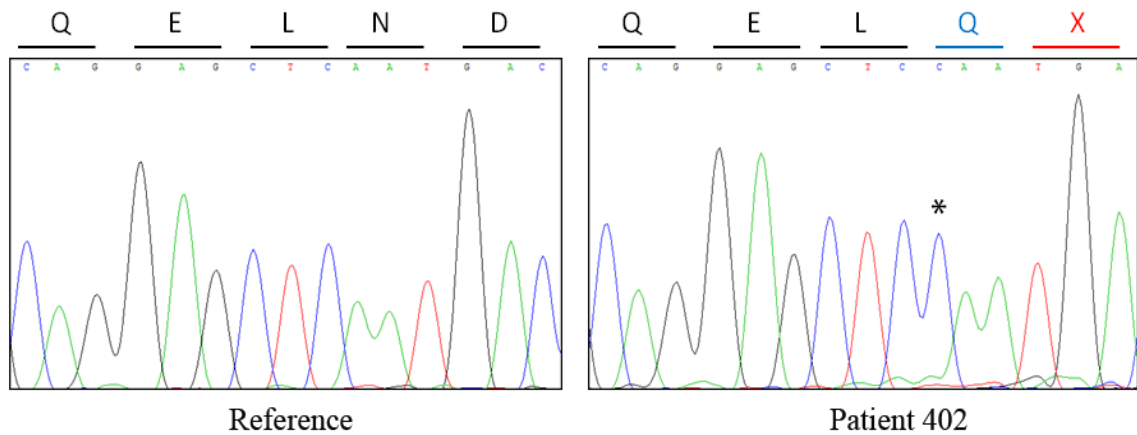 Q E L N D
C A G G A G C T C A A T G A C
Reference
Q E L Q X
C A G G A G C T C C A A T G A
*
Patient 402